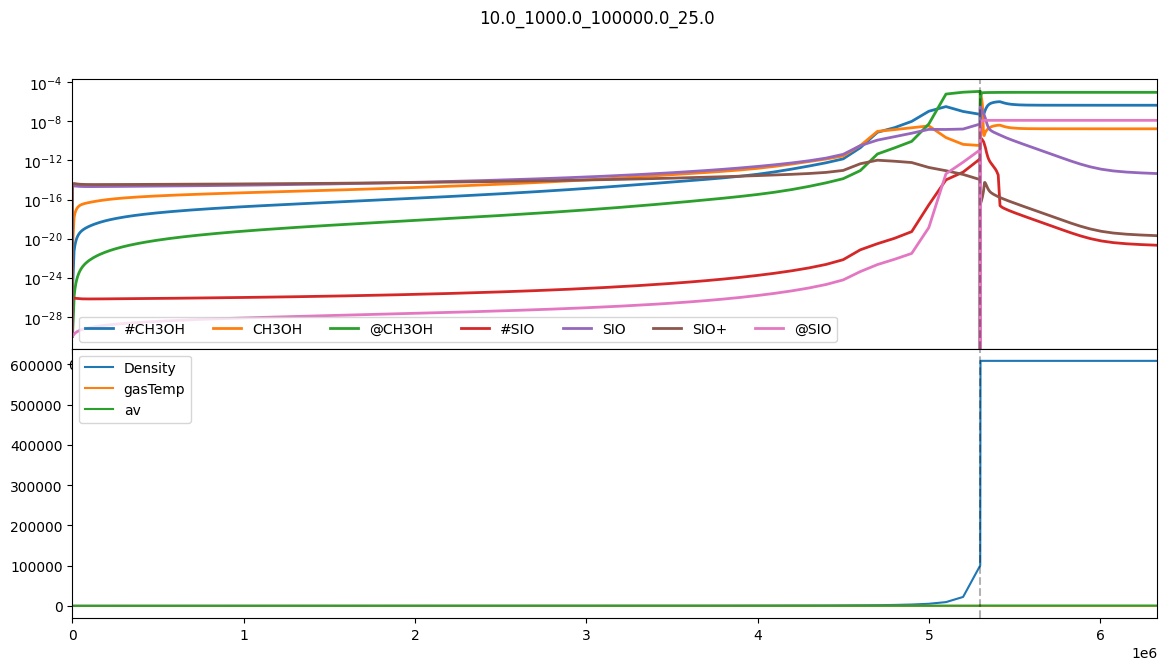 10.0_1000.0_100000.0_25.0
10⁻⁴
10⁻⁸
10⁻¹²
10⁻¹⁶
10⁻²⁰
10⁻²⁴
10⁻²⁸
#CH3OH CH3OH @CH3OH #SIO SIO SIO+ @SIO
600000
500000
400000
300000
200000
100000
0
Density
gasTemp
av
0 1 2 3 4 5 6
1e6